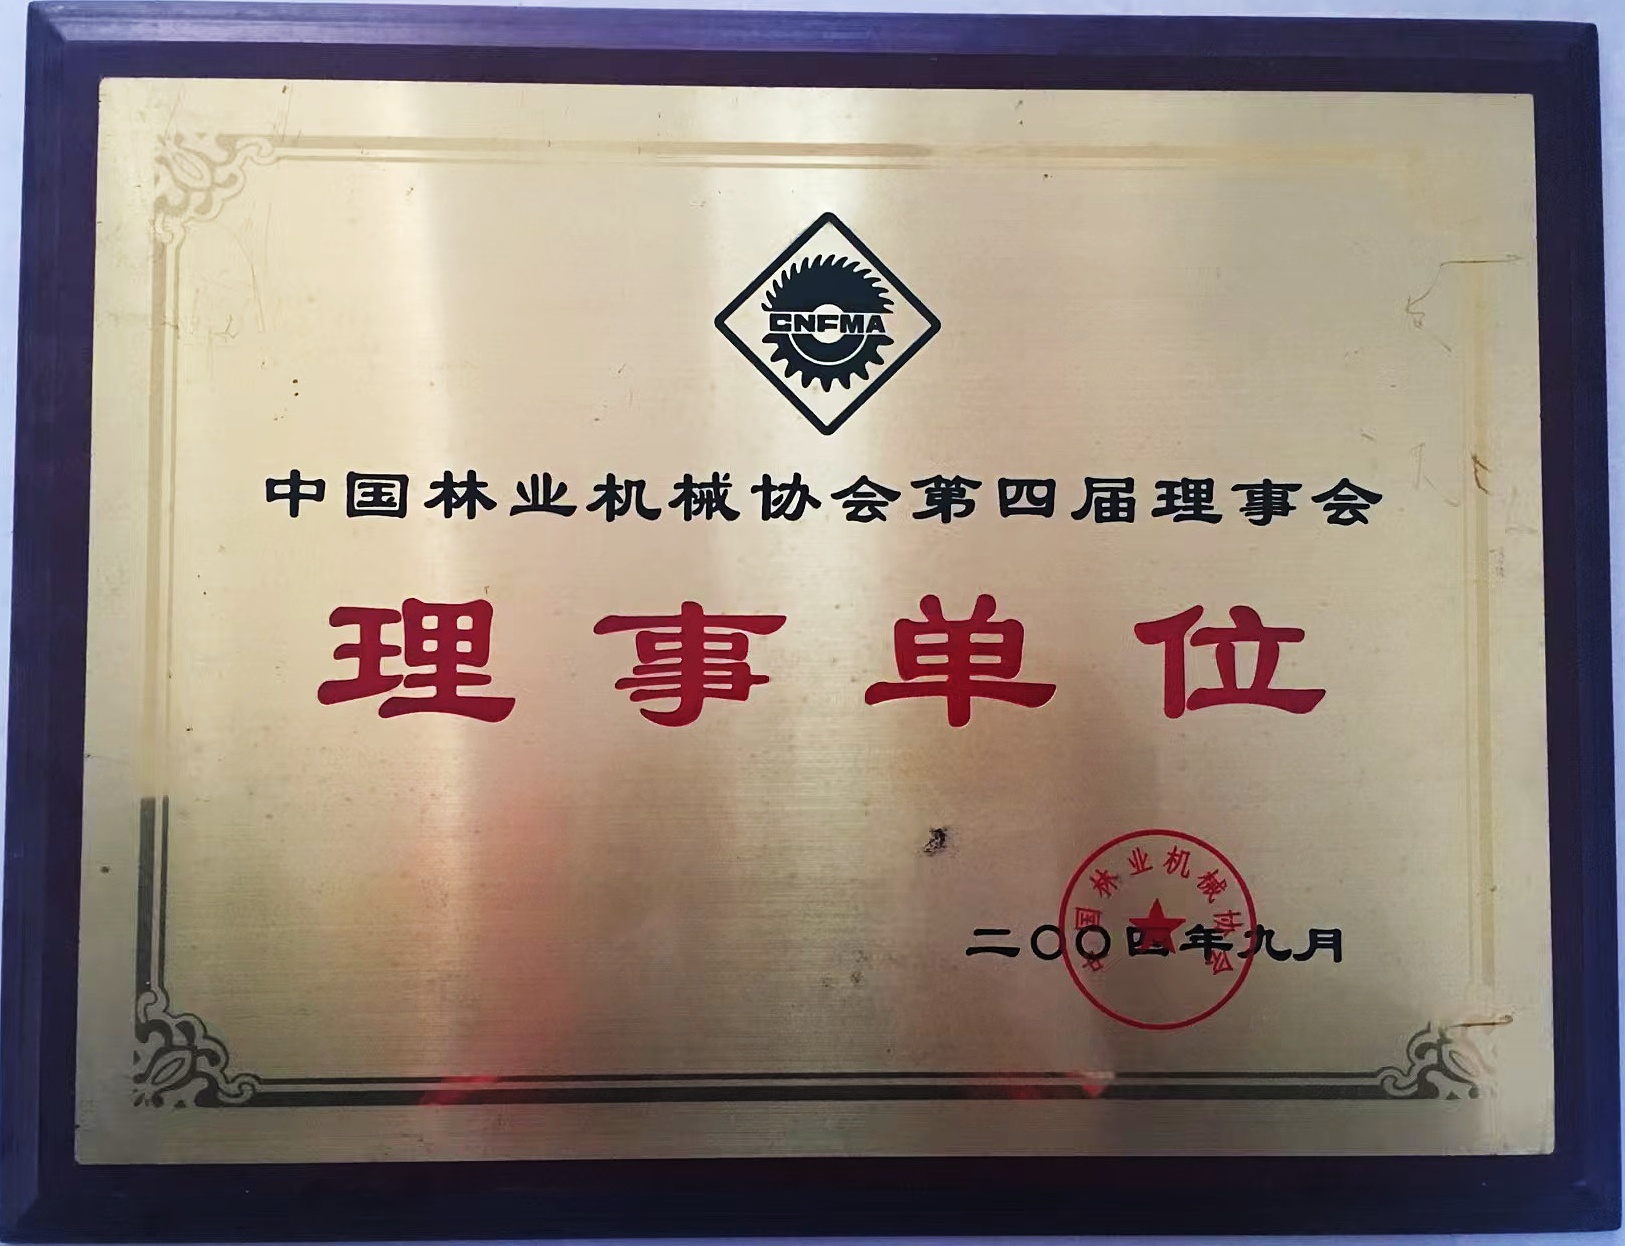 CNFMA
中国林业机械协会第四届理事会
理事单位
中国林业机械协会
二〇〇四年九月